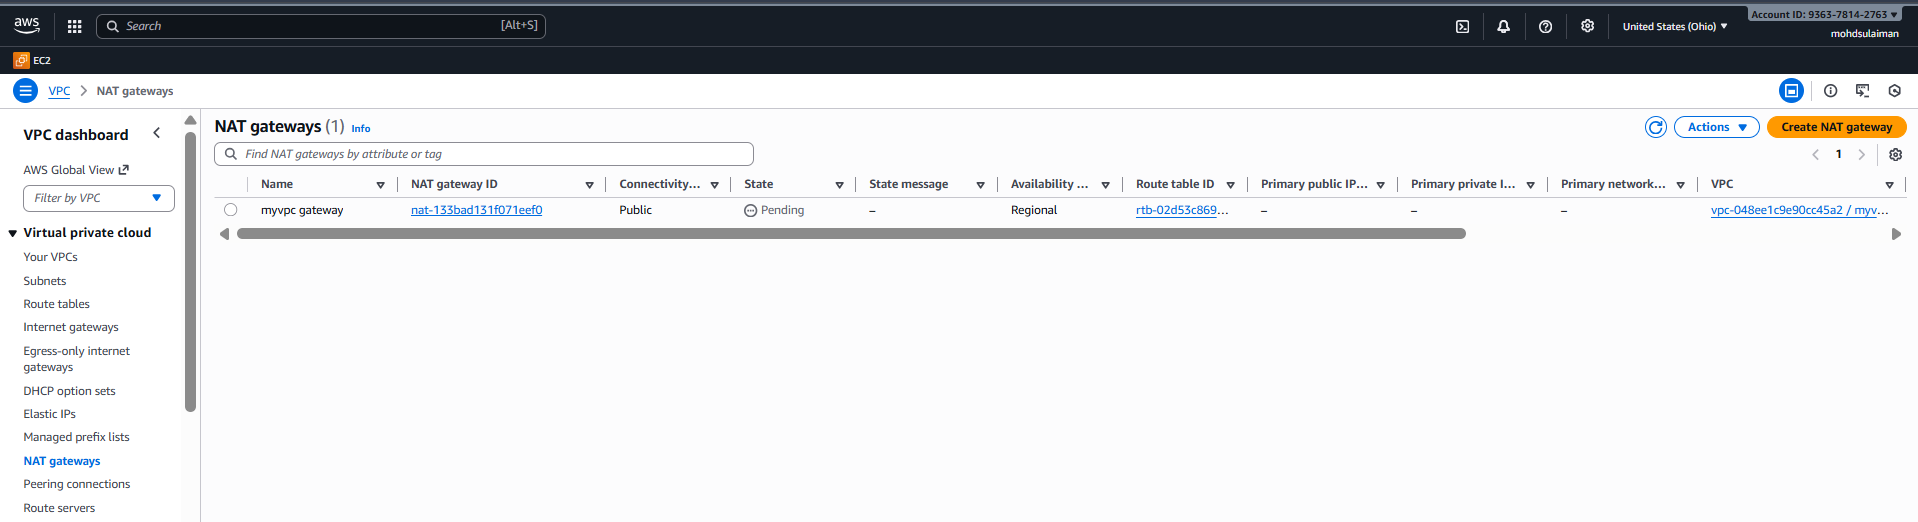 aws
Search [Alt+S]
United States (Ohio)
Account ID: 9363-7814-2763
mohdsulaiman
EC2
VPC > NAT gateways
VPC dashboard
AWS Global View
Filter by VPC
Virtual private cloud
Your VPCs
Subnets
Route tables
Internet gateways
Egress-only internet
gateways
DHCP option sets
Elastic IPs
Managed prefix lists
NAT gateways
Peering connections
Route servers
NAT gateways (1) Info
Actions
Create NAT gateway
Find NAT gateways by attribute or tag
1
Name NAT gateway ID Connectivity... State State message Availability ... Route table ID Primary public IP... Primary private I... Primary network... VPC
myvpc gateway nat-133bad131f071eef0 Public Pending – Regional rtb-02d53c869... – – – vpc-048ee1c9e90cc45a2 / myv...